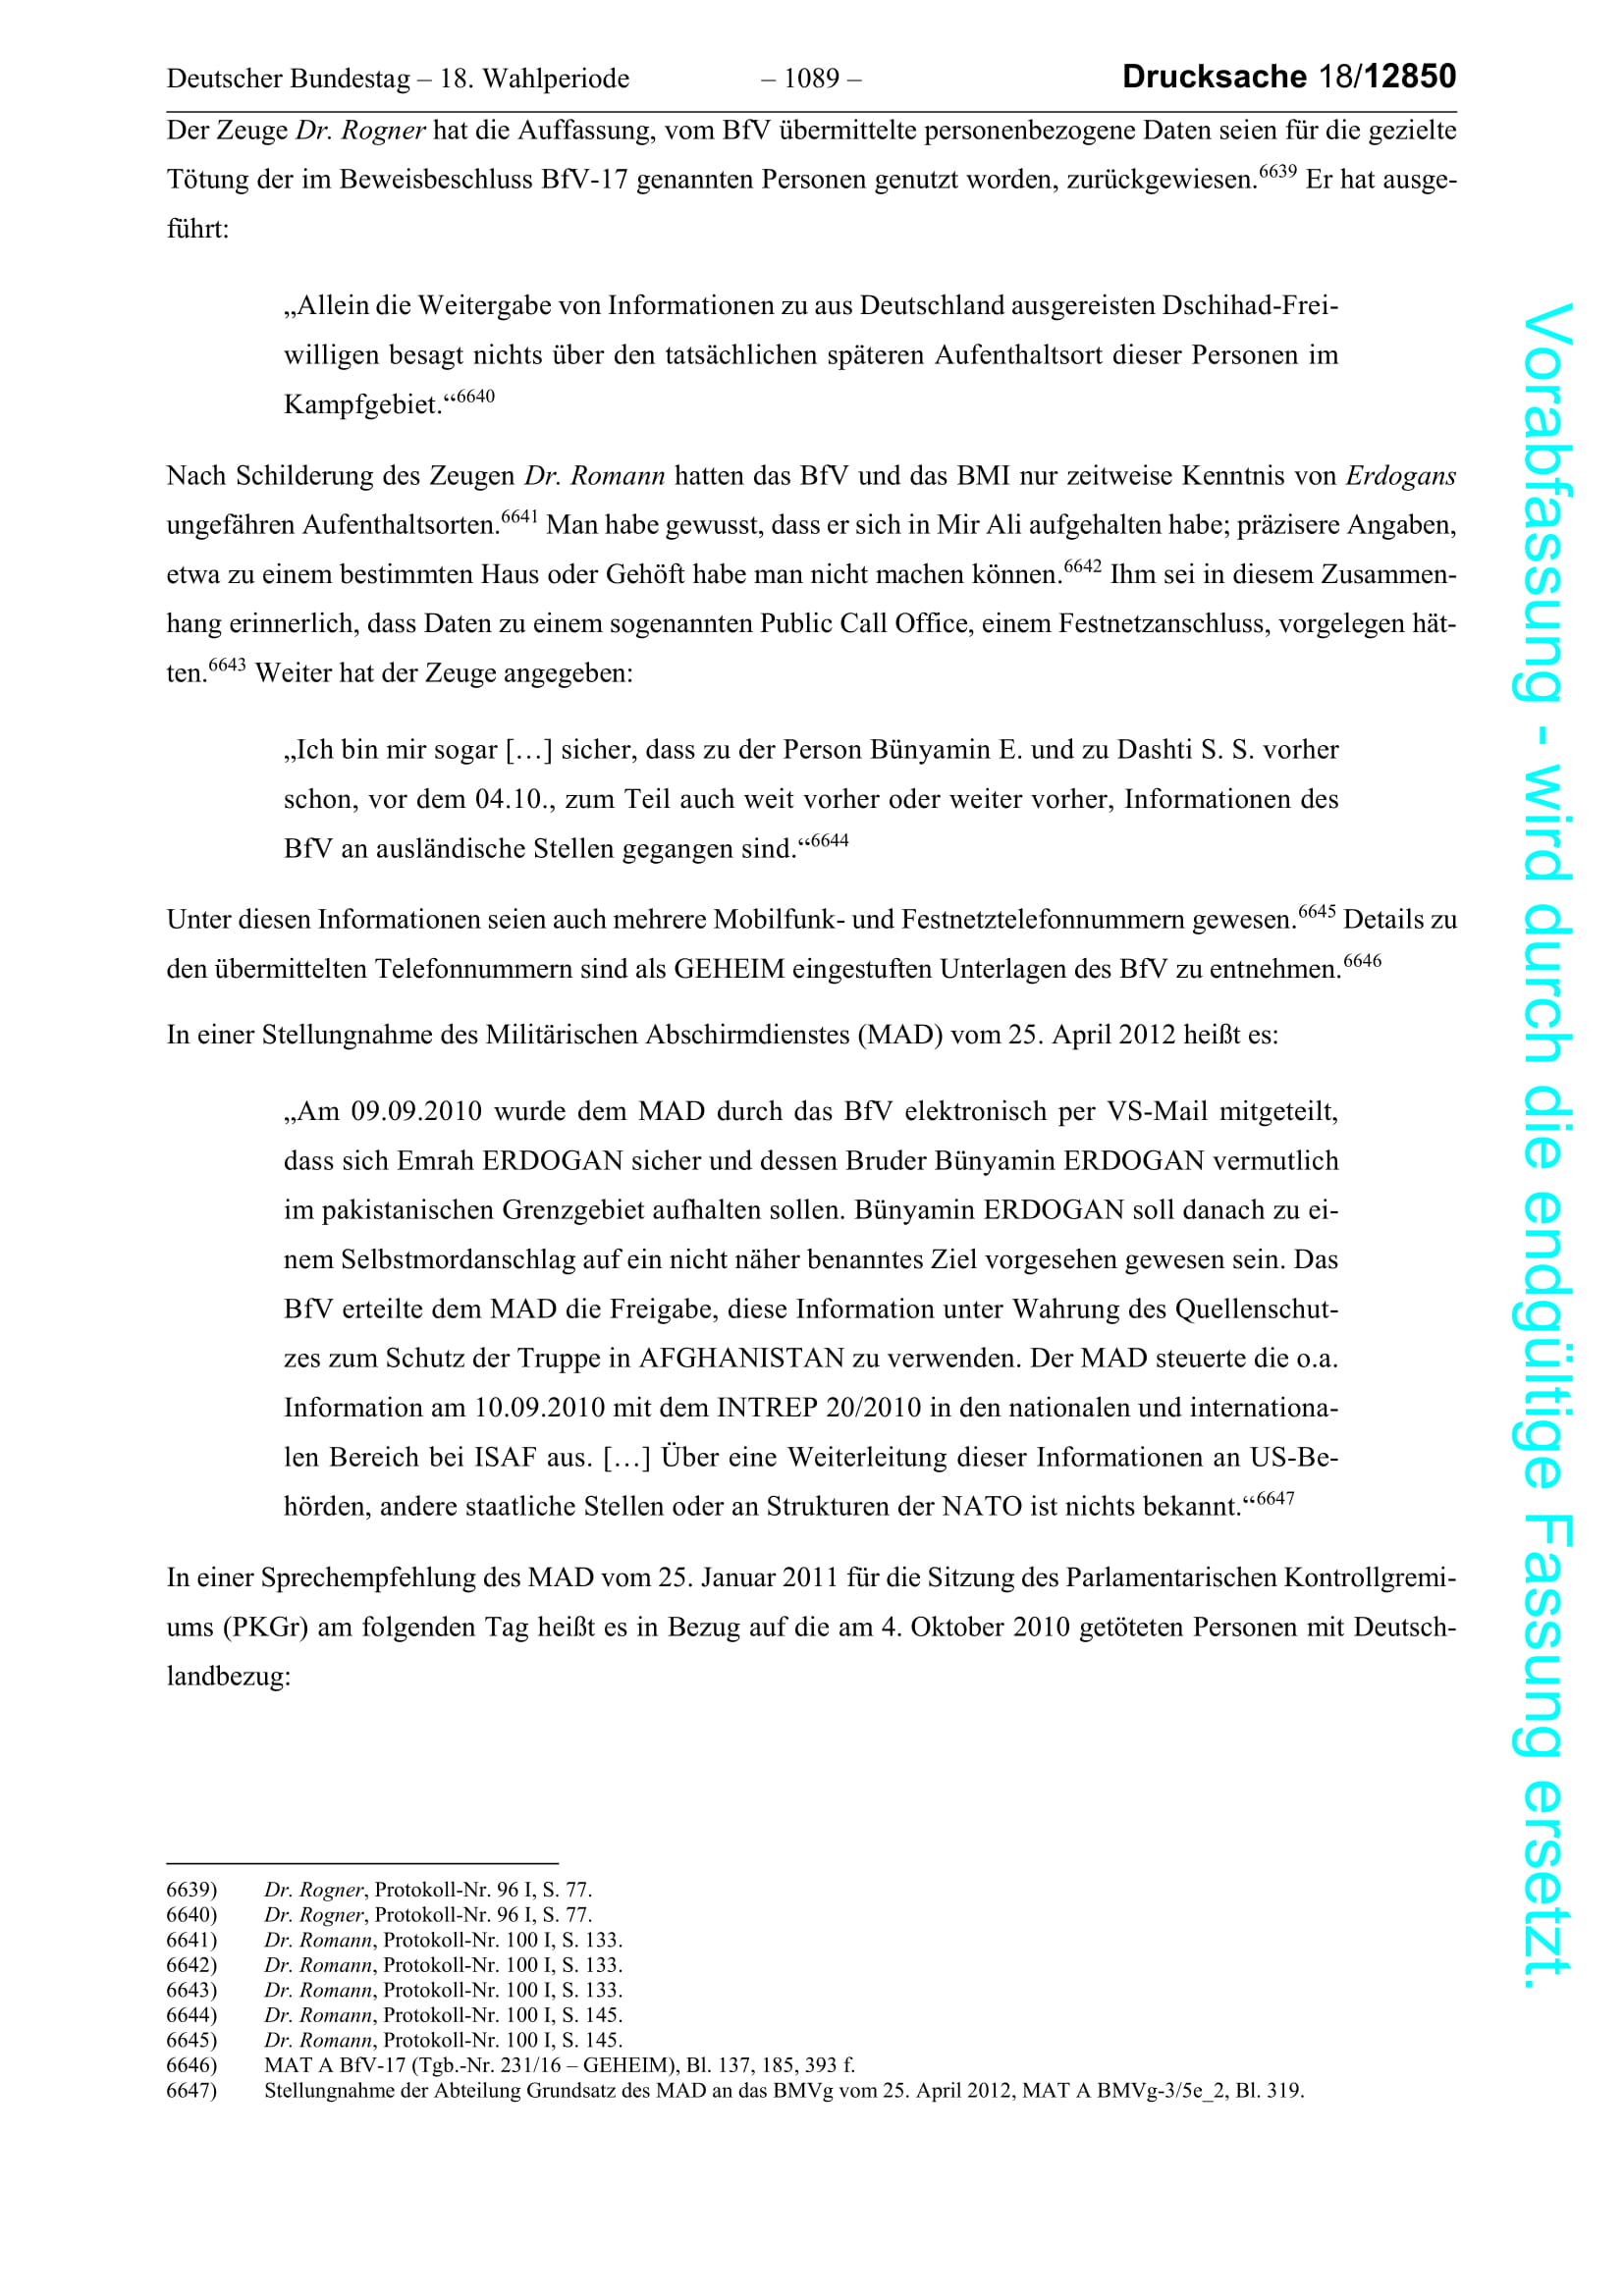 Deutscher Bundestag – 18. Wahlperiode – 1089 – Drucksache 18/12850
Der Zeuge Dr. Rogner hat die Auffassung, vom BfV übermittelte personenbezogene Daten seien für die gezielte
Tötung der im Beweisbeschluss BfV-17 genannten Personen genutzt worden, zurückgewiesen.6639 Er hat ausge-
führt:
„Allein die Weitergabe von Informationen zu aus Deutschland ausgereisten Dschihad-Frei-
willigen besagt nichts über den tatsächlichen späteren Aufenthaltsort dieser Personen im
Kampfgebiet.“6640
Nach Schilderung des Zeugen Dr. Romann hatten das BfV und das BMI nur zeitweise Kenntnis von Erdogans
ungefähren Aufenthaltsorten.6641 Man habe gewusst, dass er sich in Mir Ali aufgehalten habe; präzisere Angaben,
etwa zu einem bestimmten Haus oder Gehöft habe man nicht machen können.6642 Ihm sei in diesem Zusammen-
hang erinnerlich, dass Daten zu einem sogenannten Public Call Office, einem Festnetzanschluss, vorgelegen hät-
ten.6643 Weiter hat der Zeuge angegeben:
„Ich bin mir sogar […] sicher, dass zu der Person Bünyamin E. und zu Dashti S. S. vorher
schon, vor dem 04.10., zum Teil auch weit vorher oder weiter vorher, Informationen des
BfV an ausländische Stellen gegangen sind.“6644
Unter diesen Informationen seien auch mehrere Mobilfunk- und Festnetztelefonnummern gewesen.6645 Details zu
den übermittelten Telefonnummern sind als GEHEIM eingestuften Unterlagen des BfV zu entnehmen.6646
In einer Stellungnahme des Militärischen Abschirmdienstes (MAD) vom 25. April 2012 heißt es:
„Am 09.09.2010 wurde dem MAD durch das BfV elektronisch per VS-Mail mitgeteilt,
dass sich Emrah ERDOGAN sicher und dessen Bruder Bünyamin ERDOGAN vermutlich
im pakistanischen Grenzgebiet aufhalten sollen. Bünyamin ERDOGAN soll danach zu ei-
nem Selbstmordanschlag auf ein nicht näher benanntes Ziel vorgesehen gewesen sein. Das
BfV erteilte dem MAD die Freigabe, diese Information unter Wahrung des Quellenschut-
zes zum Schutz der Truppe in AFGHANISTAN zu verwenden. Der MAD steuerte die o.a.
Information am 10.09.2010 mit dem INTREP 20/2010 in den nationalen und internationa-
len Bereich bei ISAF aus. […] Über eine Weiterleitung dieser Informationen an US-Be-
hörden, andere staatliche Stellen oder an Strukturen der NATO ist nichts bekannt.“6647
In einer Sprechempfehlung des MAD vom 25. Januar 2011 für die Sitzung des Parlamentarischen Kontrollgremi-
ums (PKGr) am folgenden Tag heißt es in Bezug auf die am 4. Oktober 2010 getöteten Personen mit Deutsch-
landbezug:
6639) Dr. Rogner, Protokoll-Nr. 96 I, S. 77.
6640) Dr. Rogner, Protokoll-Nr. 96 I, S. 77.
6641) Dr. Romann, Protokoll-Nr. 100 I, S. 133.
6642) Dr. Romann, Protokoll-Nr. 100 I, S. 133.
6643) Dr. Romann, Protokoll-Nr. 100 I, S. 133.
6644) Dr. Romann, Protokoll-Nr. 100 I, S. 145.
6645) Dr. Romann, Protokoll-Nr. 100 I, S. 145.
6646) MAT A BfV-17 (Tgb.-Nr. 231/16 – GEHEIM), Bl. 137, 185, 393 f.
6647) Stellungnahme der Abteilung Grundsatz des MAD an das BMVg vom 25. April 2012, MAT A BMVg-3/5e_2, Bl. 319.
Vorabfassung - wird durch die endgültige Fassung ersetzt.